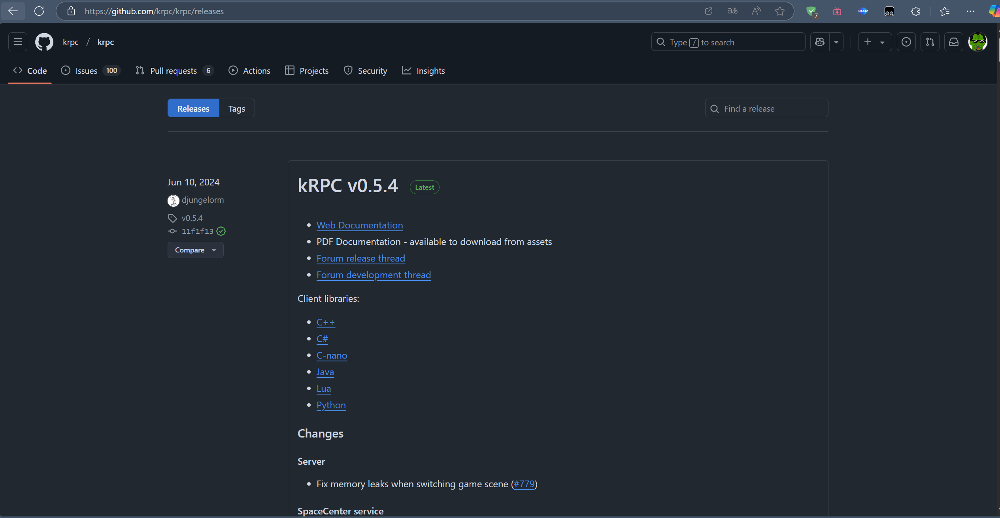 https://github.com/krpc/krpc/releases
7
MAGIC
krpc / krpc
Type / to search
Code
Issues 100
Pull requests 6
Actions
Projects
Security
Insights
Releases
Tags
Find a release
Jun 10, 2024
djungelorm
v0.5.4
11f1f13
Compare
kRPC v0.5.4 Latest
Web Documentation
PDF Documentation - available to download from assets
Forum release thread
Forum development thread
Client libraries:
C++
C#
C-nano
Java
Lua
Python
Changes
Server
Fix memory leaks when switching game scene (#779)
SpaceCenter service